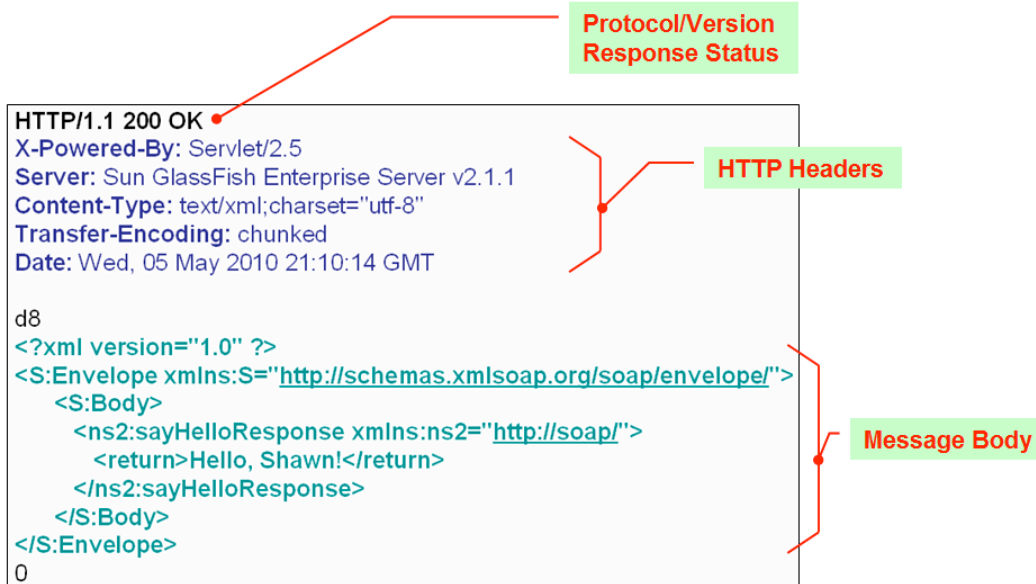 Protocol/Version
Response Status
HTTP/1.1 200 OK
X-Powered-By: Servlet/2.5
Server: Sun GlassFish Enterprise Server v2.1.1
Content-Type: text/xml;charset="utf-8"
Transfer-Encoding: chunked
Date: Wed, 05 May 2010 21:10:14 GMT
HTTP Headers
d8
<?xml version="1.0" ?>
<S:Envelope xmlns:S="http://schemas.xmlsoap.org/soap/envelope/">
<S:Body>
<ns2:sayHelloResponse xmlns:ns2="http://soap/">
<return>Hello, Shawn!</return>
</ns2:sayHelloResponse>
</S:Body>
</S:Envelope>
0
Message Body